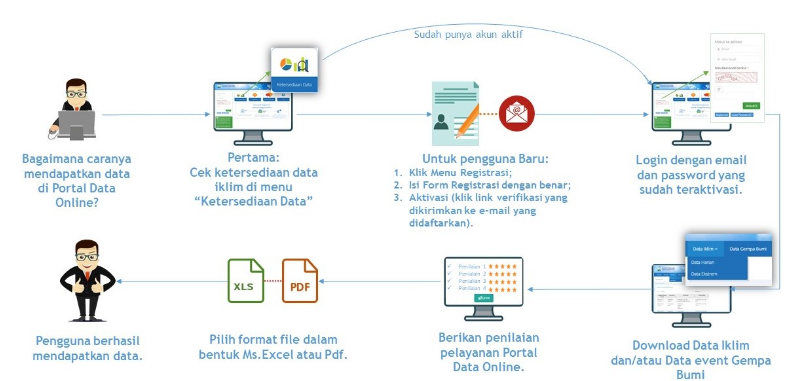 Sudah punya akun aktif
Ketersediaan Data
Bagaimana caranya
mendapatkan data
di Portal Data
Online?
Pertama:
Cek ketersediaan data
iklim di menu
“Ketersediaan Data”
Untuk pengguna Baru:
1. Klik Menu Registrasi;
2. Isi Form Registrasi dengan benar;
3. Aktivasi (klik link verifikasi yang
dikirimkan ke e-mail yang
didaftarkan).
Login dengan email
dan password yang
sudah teraktivasi.
Data Iklim
Data Gempa Bumi
Data Harian
Data Ekstrem
Download Data Iklim
dan/atau Data event Gempa
Bumi
Penilaian 1
Penilaian 2
Penilaian 3
Penilaian 4
Berikan penilaian
pelayanan Portal
Data Online.
XLS
PDF
Pilih format file dalam
bentuk Ms.Excel atau Pdf.
Pengguna berhasil
mendapatkan data.